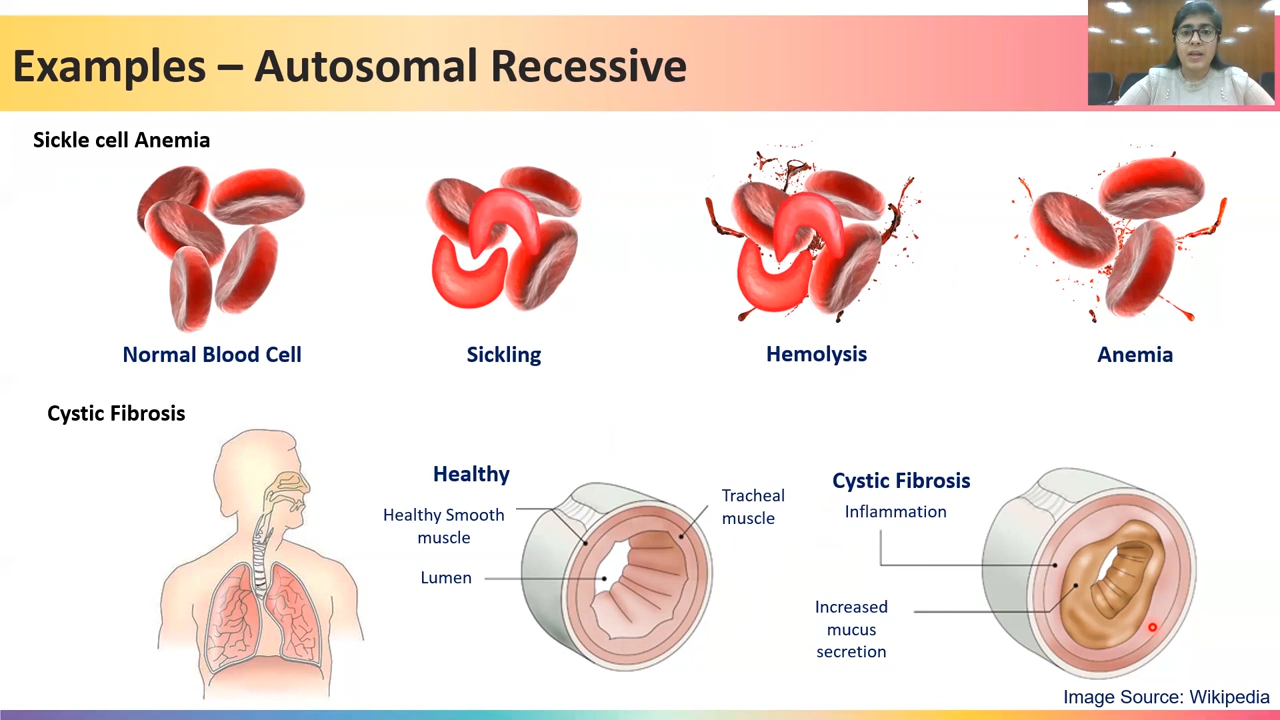 Examples – Autosomal Recessive
Sickle cell Anemia
Normal Blood Cell
Sickling
Hemolysis
Anemia
Cystic Fibrosis
Healthy
Healthy Smooth
muscle
Lumen
Tracheal
muscle
Cystic Fibrosis
Inflammation
Increased
mucus
secretion
Image Source: Wikipedia